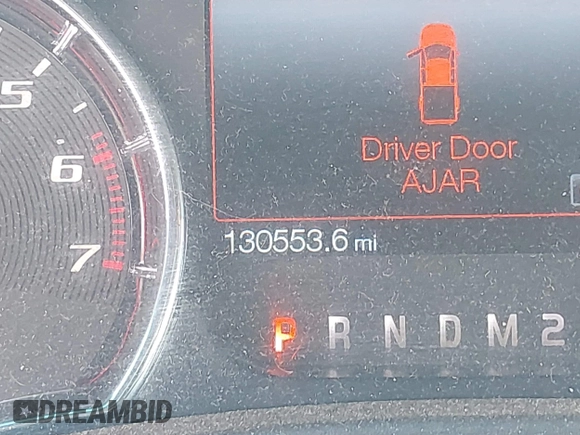 5
6
7
Driver Door
AJAR
130553.6 mi
P R N D M 2
DREAMBID